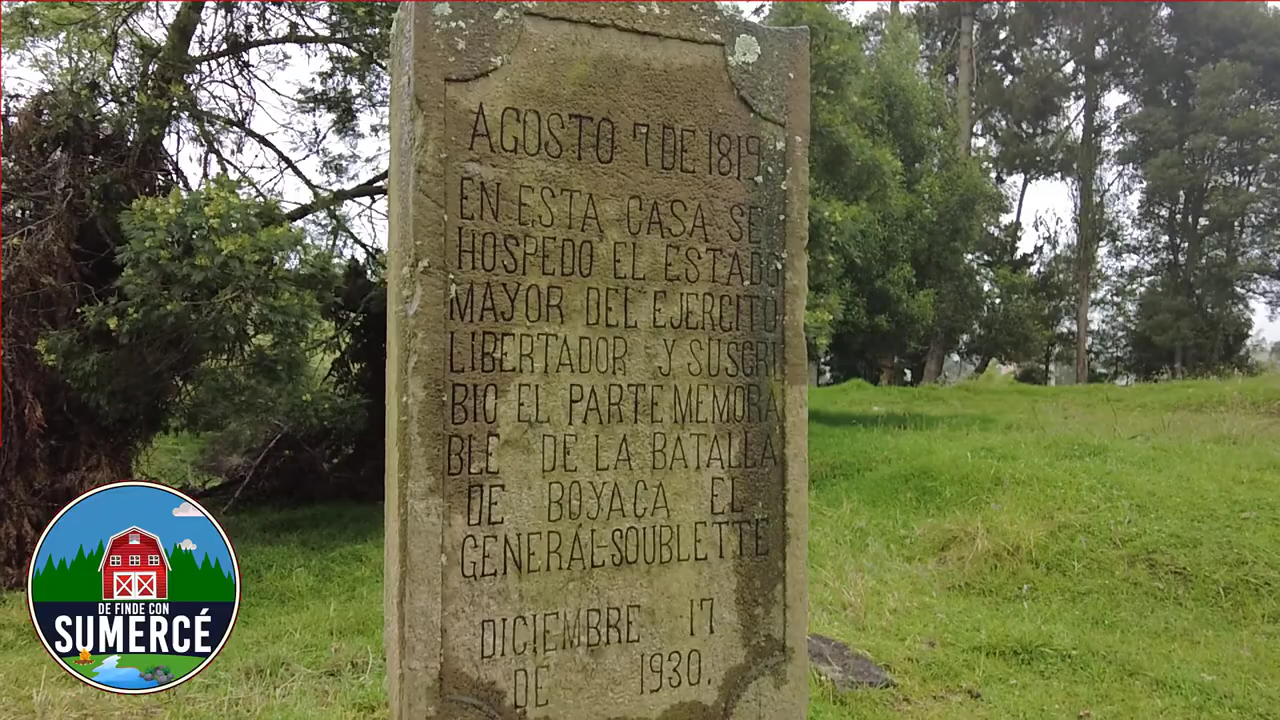 AGOSTO 7 DE 1819
EN ESTA CASA SE
HOSPEDO EL ESTADO
MAYOR DEL EJERCITO
LIBERTADOR Y SUSCRI
BIO EL PARTE MEMORA
BLE DE LA BATALLA
DE BOYACA EL
GENERAL SOUBLETTE
DICIEMBRE 17
DE 1930.
DE FINDE CON
SUMERCÉ